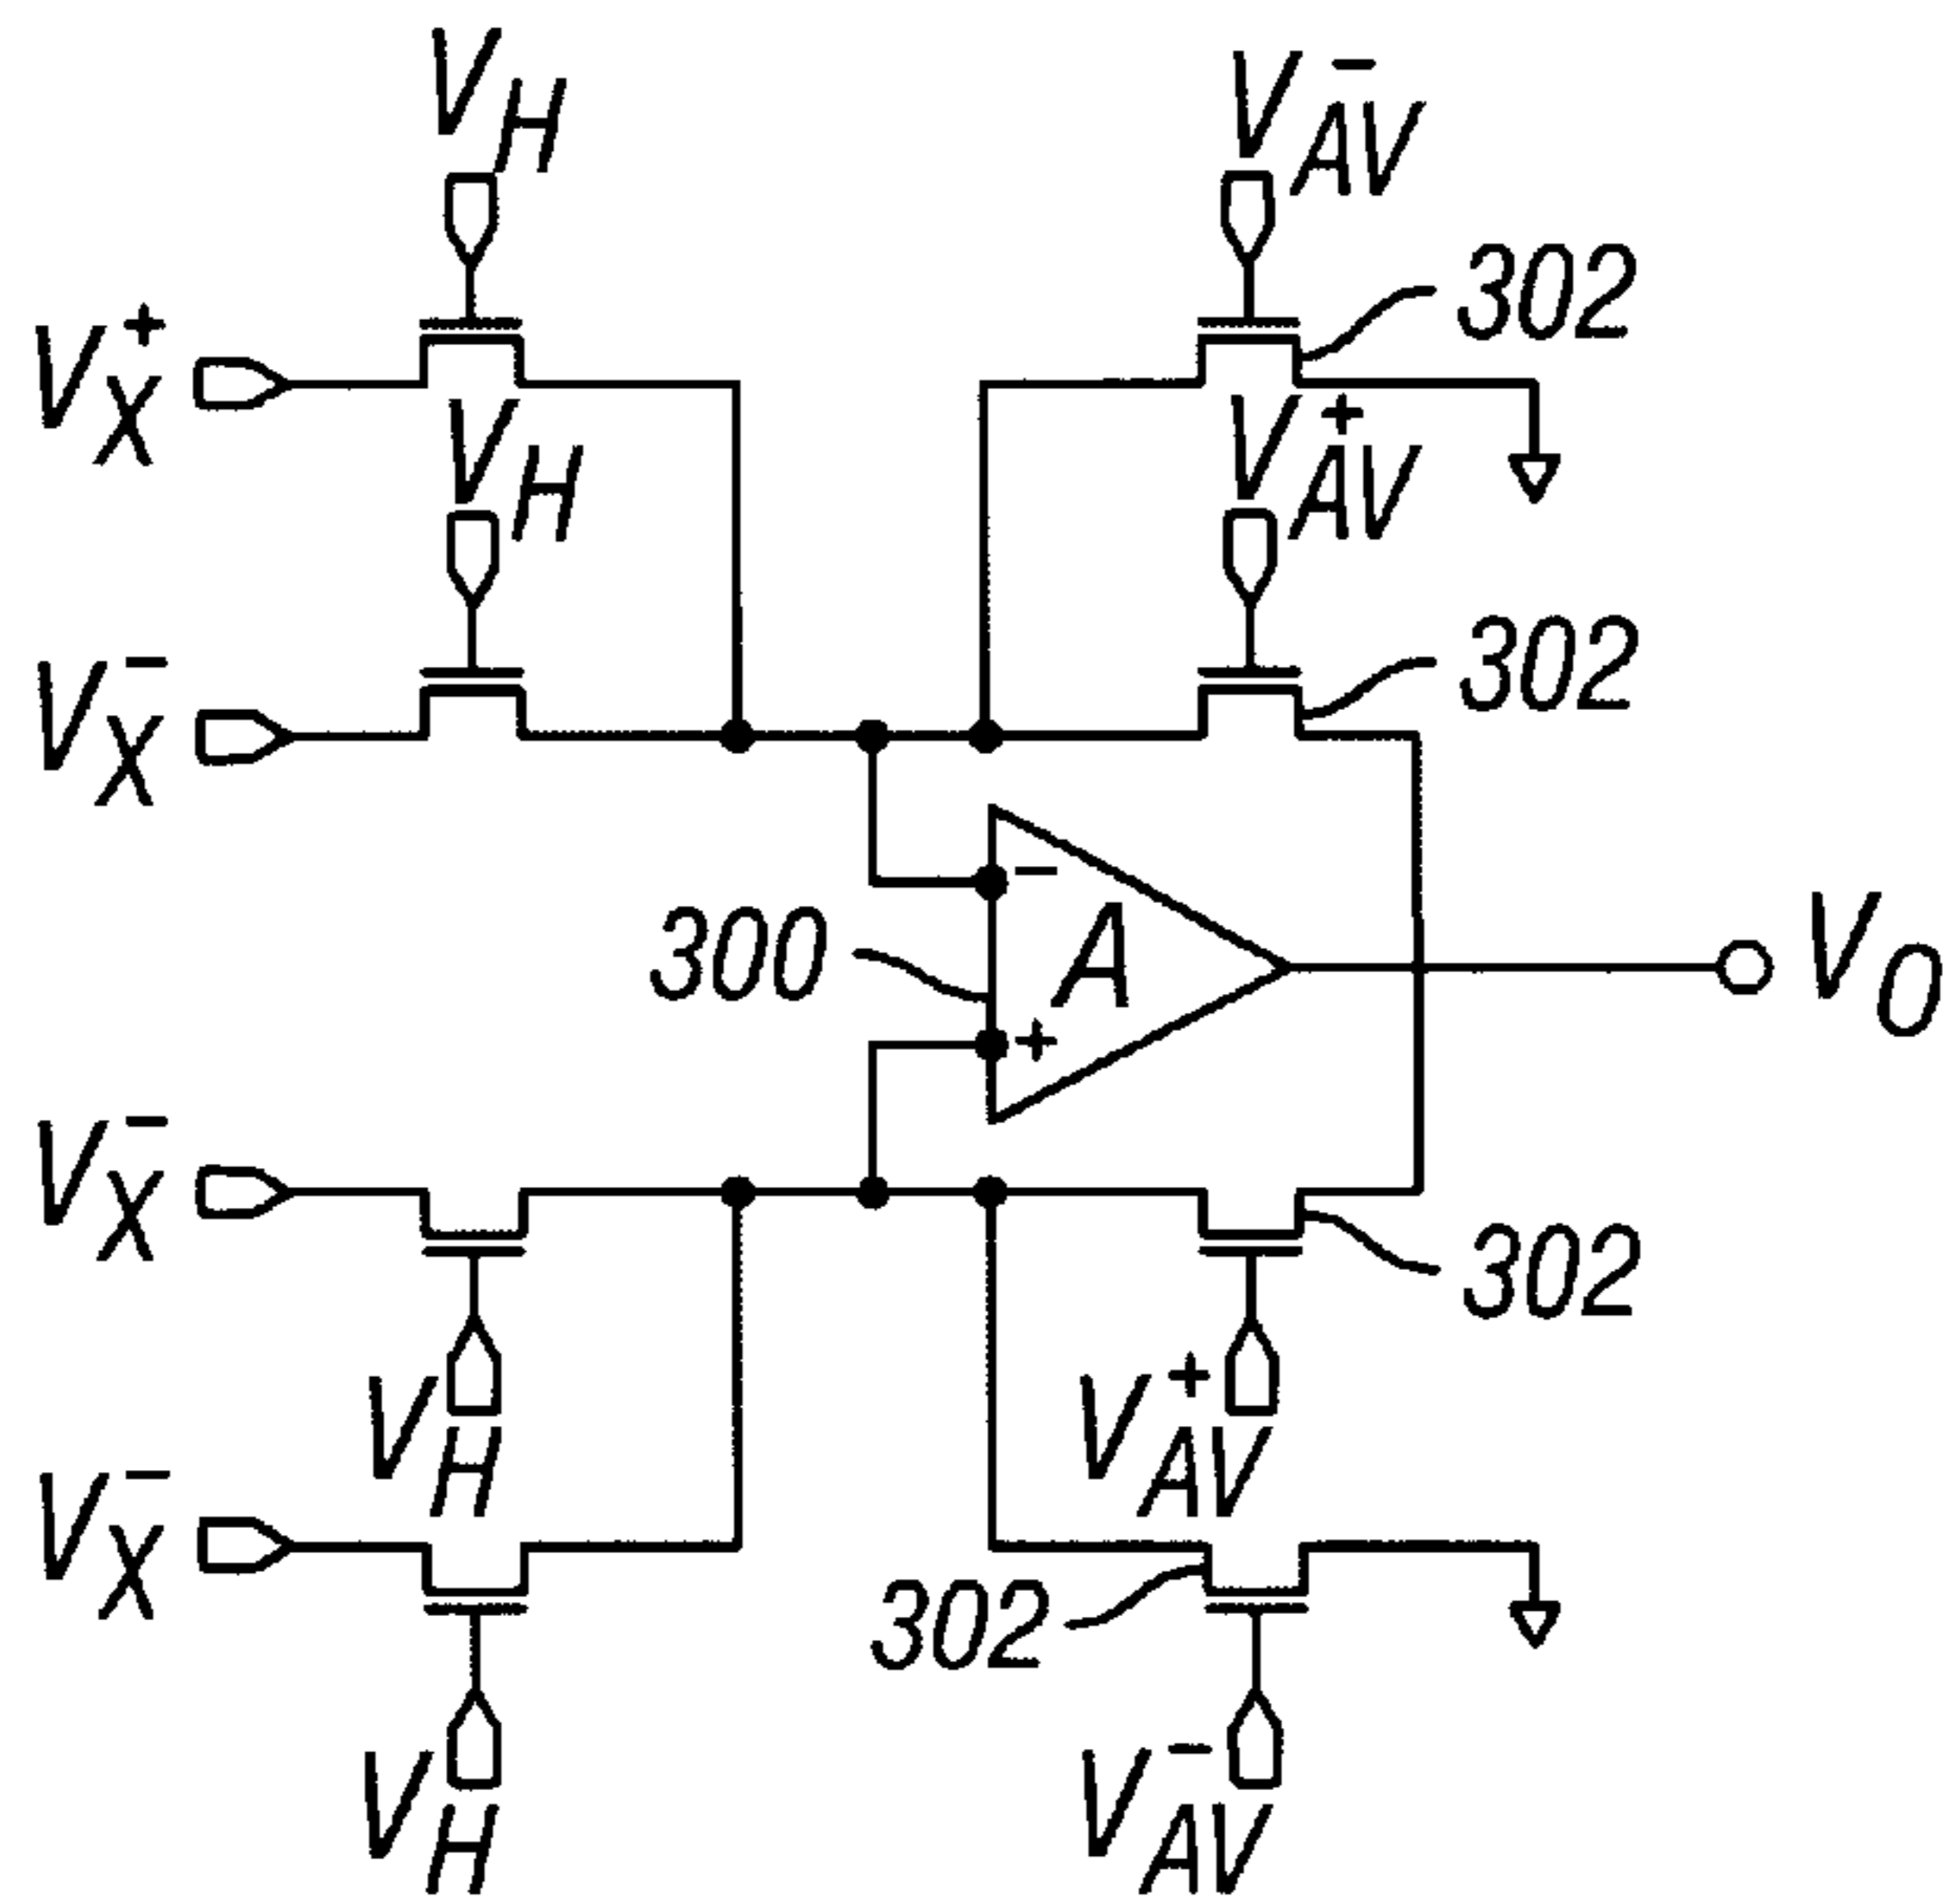 V_H
V_AV^-
302
V_X^+
V_H
V_AV^+
302
V_X^-
-
A
300
+
V_O
V_X^-
302
V_H
V_AV^+
V_X^-
302
V_H
V_AV^-